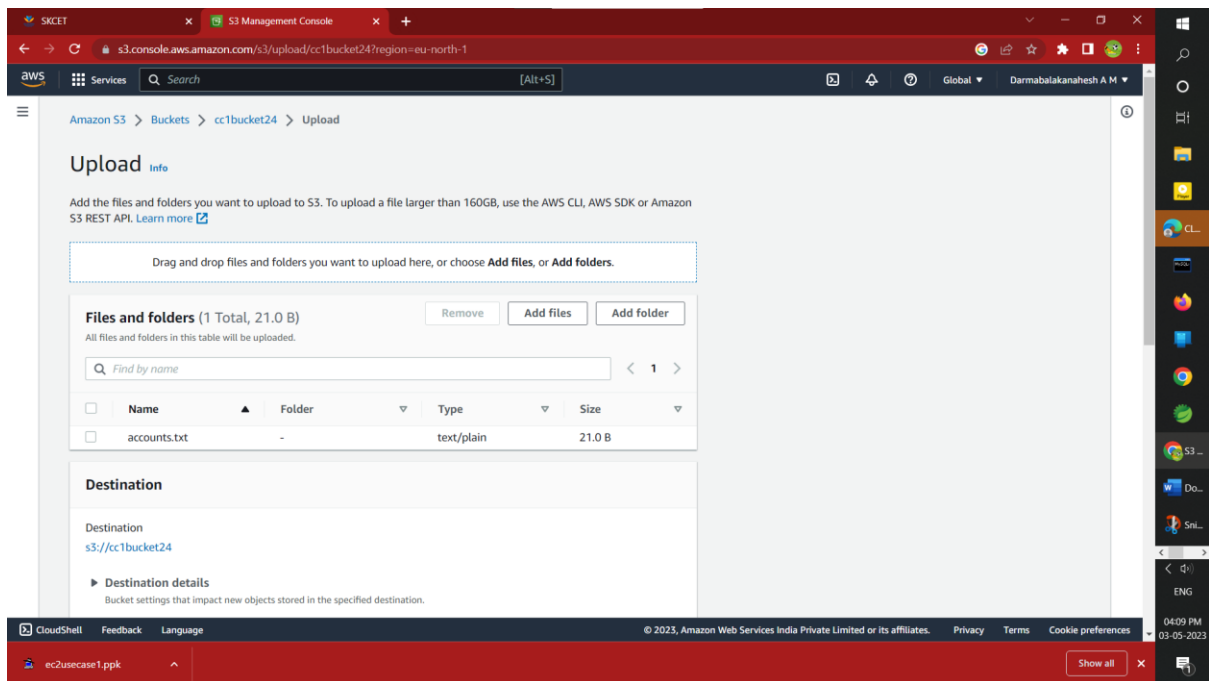 SKCET
S3 Management Console
s3.console.aws.amazon.com/s3/upload/cc1bucket24?region=eu-north-1
aws
Services
Search
[Alt+S]
Global
Darmabalakanahesh A M
Amazon S3 > Buckets > cc1bucket24 > Upload
Upload Info
Add the files and folders you want to upload to S3. To upload a file larger than 160GB, use the AWS CLI, AWS SDK or Amazon
S3 REST API. Learn more
Drag and drop files and folders you want to upload here, or choose Add files, or Add folders.
Files and folders (1 Total, 21.0 B)
All files and folders in this table will be uploaded.
Remove
Add files
Add folder
Find by name
< 1 >
Name Folder Type Size
accounts.txt - text/plain 21.0 B
Destination
Destination
s3://cc1bucket24
Destination details
Bucket settings that impact new objects stored in the specified destination.
CloudShell Feedback Language
© 2023, Amazon Web Services India Private Limited or its affiliates. Privacy Terms Cookie preferences
ec2usecase1.ppk
Show all
CL...
S3 ...
Do...
Sni...
ENG
04:09 PM
03-05-2023